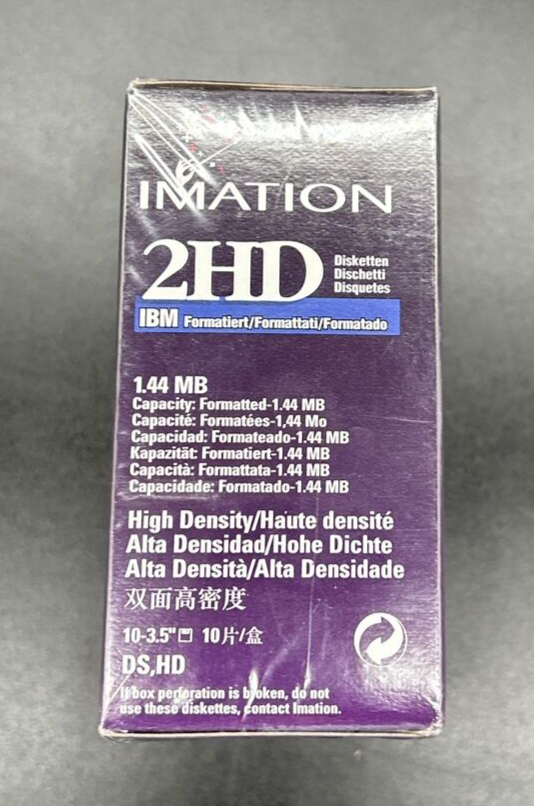 IMATION
2HD
Disketten
Dischetti
Disquetes
IBM Formatiert/Formattati/Formatado
1.44 MB
Capacity: Formatted-1.44 MB
Capacité: Formatées-1,44 Mo
Capacidad: Formateado-1.44 MB
Kapazität: Formatiert-1.44 MB
Capacità: Formattata-1.44 MB
Capacidade: Formatado-1.44 MB
High Density/Haute densité
Alta Densidad/Hohe Dichte
Alta Densità/Alta Densidade
双面高密度
10-3.5" 10片/盒
DS,HD
If box perforation is broken, do not
use these diskettes, contact Imation.